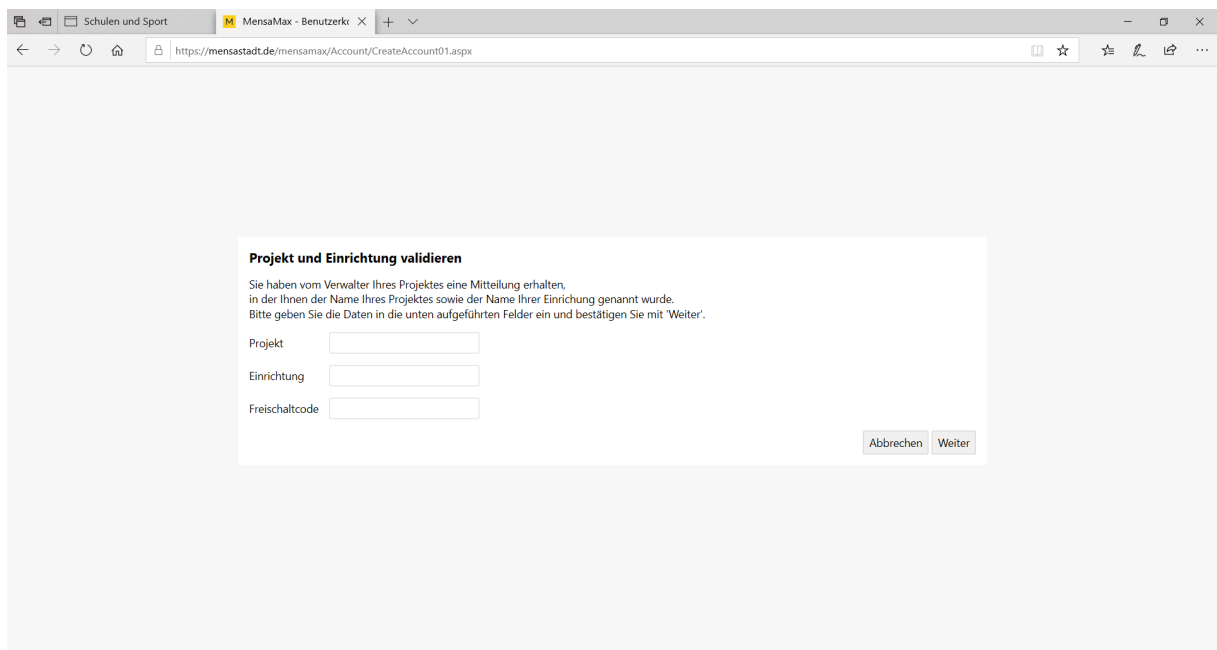 Schulen und Sport
M MensaMax - Benutzerkc
https://mensastadt.de/mensamax/Account/CreateAccount01.aspx
Projekt und Einrichtung validieren
Sie haben vom Verwalter Ihres Projektes eine Mitteilung erhalten,
in der Ihnen der Name Ihres Projektes sowie der Name Ihrer Einrichung genannt wurde.
Bitte geben Sie die Daten in die unten aufgeführten Felder ein und bestätigen Sie mit 'Weiter'.
Projekt
Einrichtung
Freischaltcode
Abbrechen Weiter